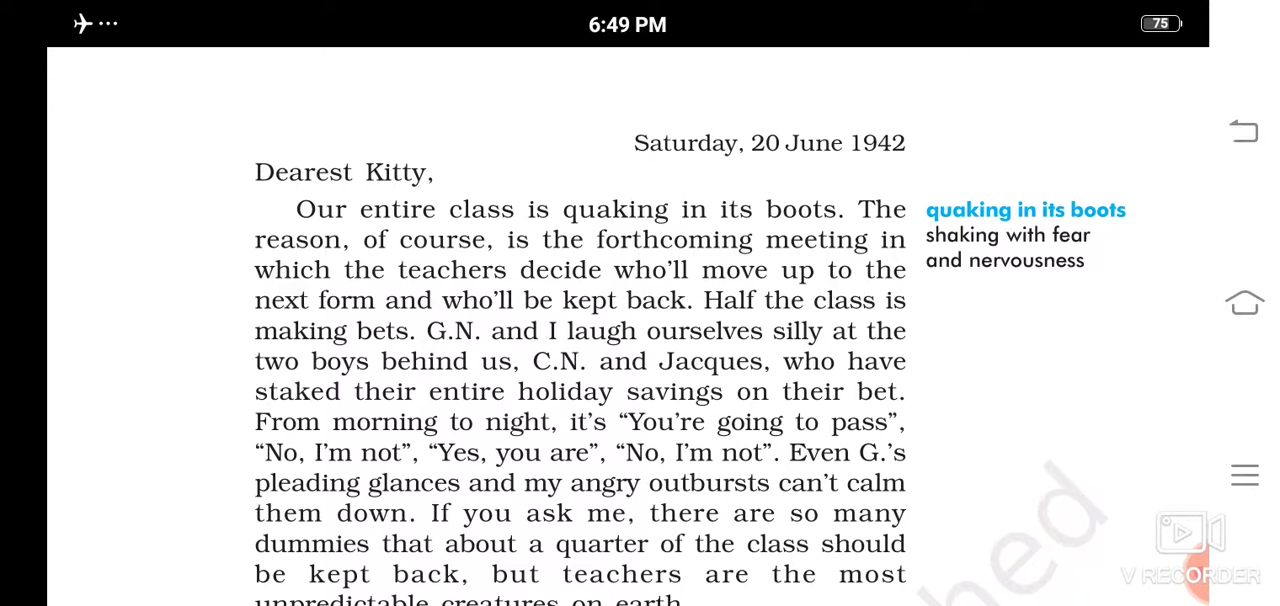 6:49 PM
75
Saturday, 20 June 1942
Dearest Kitty,
Our entire class is quaking in its boots. The
reason, of course, is the forthcoming meeting in
which the teachers decide who'll move up to the
next form and who'll be kept back. Half the class is
making bets. G.N. and I laugh ourselves silly at the
two boys behind us, C.N. and Jacques, who have
staked their entire holiday savings on their bet.
From morning to night, it's “You're going to pass”,
“No, I'm not”, “Yes, you are”, “No, I'm not”. Even G.'s
pleading glances and my angry outbursts can't calm
them down. If you ask me, there are so many
dummies that about a quarter of the class should
be kept back, but teachers are the most
unpredictable creatures on earth.
quaking in its boots
shaking with fear
and nervousness
hed
V RECORDER